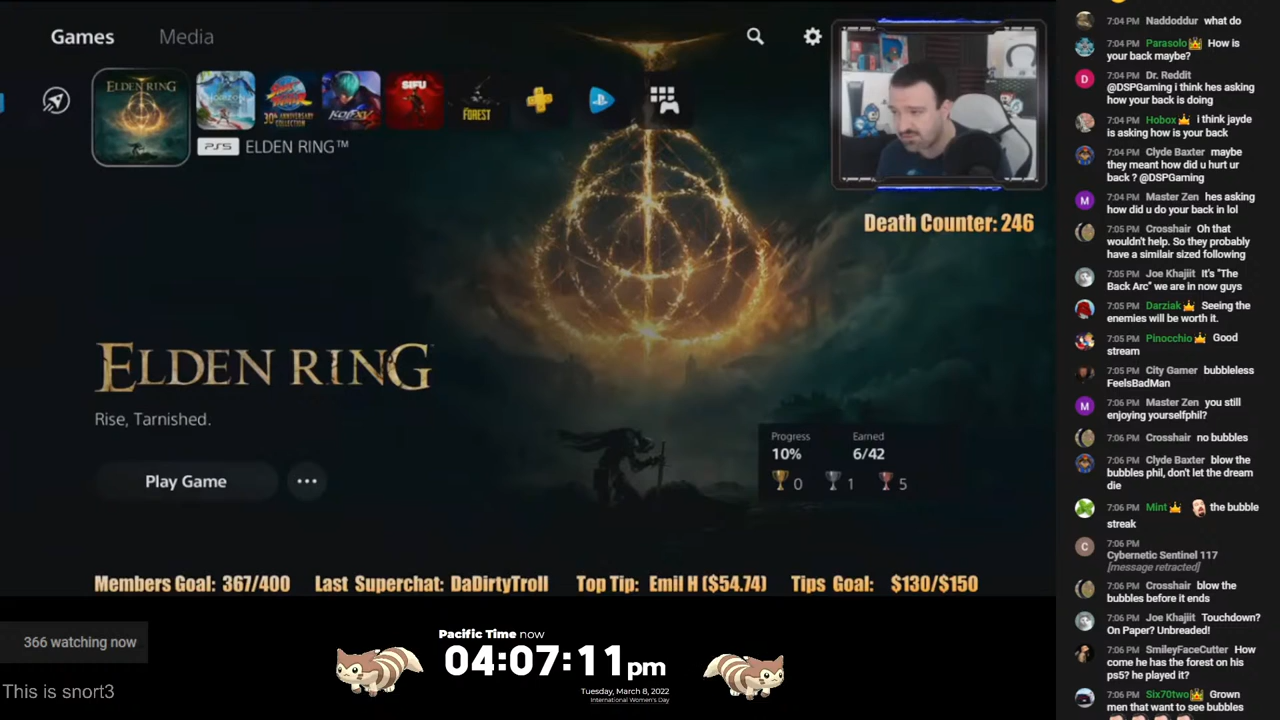 Games
Media
ELDEN RING
HORIZON
STREET FIGHTER
30th ANNIVERSARY
COLLECTION
KOFXV
SIFU
FOREST
PS5 ELDEN RING™
Death Counter: 246
ELDEN RING
Rise, Tarnished.
Play Game
...
Progress
Earned
10%
6/42
0
1
5
Members Goal: 367/400
Last Superchat: DaDirtyTroll
Top Tip: Emil H ($54.74)
Tips Goal: $130/$150
366 watching now
This is snort3
Pacific Time now
04:07:11pm
Tuesday, March 8, 2022
International Women's Day
7:04 PM Naddoddur what do
7:04 PM Parasolo How is
your back maybe?
D
7:04 PM Dr. Reddit
@DSPGaming i think hes asking
how your back is doing
7:04 PM Hobox i think jayde
is asking how is your back
7:04 PM Clyde Baxter maybe
they meant how did u hurt ur
back ? @DSPGaming
M
7:04 PM Master Zen hes asking
how did u do your back in lol
7:05 PM Crosshair Oh that
wouldn't help. So they probably
have a similair sized following
7:05 PM Joe Khajiit It's "The
Back Arc" we are in now guys
7:05 PM Darziak Seeing the
enemies will be worth it.
7:05 PM Pinocchio Good
stream
7:05 PM City Gamer bubbleless
FeelsBadMan
M
7:06 PM Master Zen you still
enjoying yourselfphil?
7:06 PM Crosshair no bubbles
7:06 PM Clyde Baxter blow the
bubbles phil, don't let the dream
die
7:06 PM Mint the bubble
streak
C
7:06 PM
Cybernetic Sentinel 117
[message retracted]
7:06 PM Crosshair blow the
bubbles before it ends
7:06 PM Joe Khajiit Touchdown?
On Paper? Unbreaded!
7:06 PM SmileyFaceCutter How
come he has the forest on his
ps5? he played it?
7:06 PM Six70two Grown
men that want to see bubbles